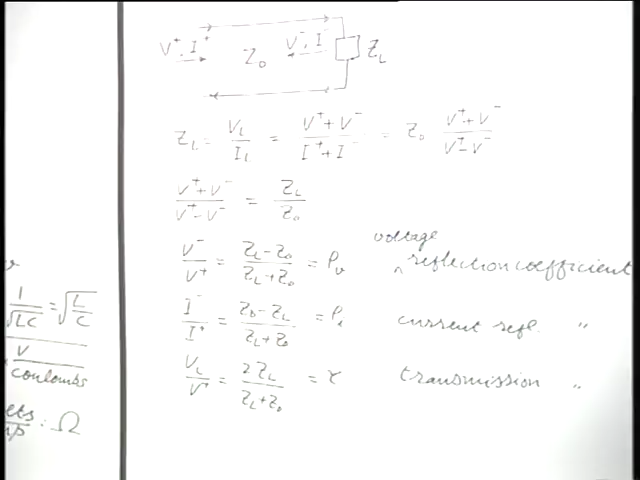 V⁺, I⁺ Z₀ V⁻, I⁻ Z_L
Z_L = V_L/I_L = (V⁺+V⁻)/(I⁺+I⁻) = Z₀ (V⁺+V⁻)/(V⁺-V⁻)
(V⁺+V⁻)/(V⁺-V⁻) = Z_L/Z₀
voltage
V⁻/V⁺ = (Z_L-Z₀)/(Z_L+Z₀) = ρ_v ^ reflection coefficient
I⁻/I⁺ = (Z₀-Z_L)/(Z_L+Z₀) = ρ_i current refl. "
V_L/V⁺ = 2Z_L/(Z_L+Z₀) = τ transmission "
1/√LC = √(L/C)
V
coulombs
: Ω